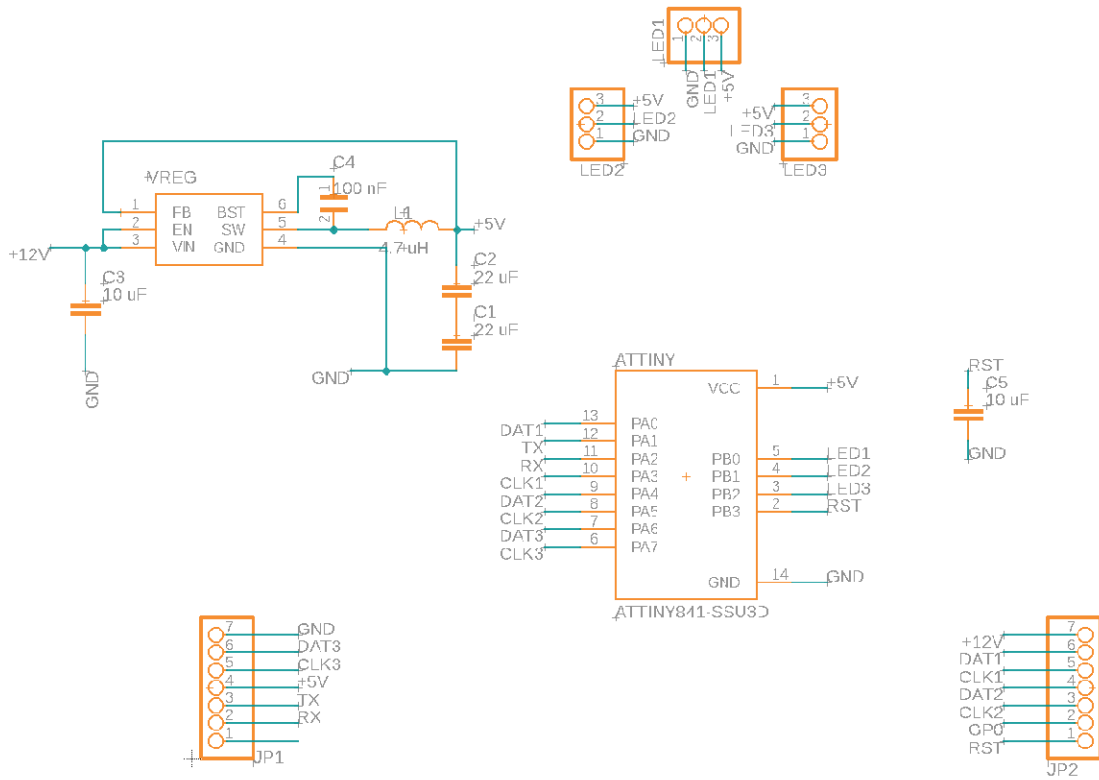 LED1
1 2 3
GND
LED1
+5V
3 +5V
2 LED2
1 GND
LED2
+5V 3
LED3 2
GND 1
LED3
VREG
C4
100 nF
1
2
1 FB BST 6
2 EN SW 5
3 VIN GND 4
+12V
L1
4.7 uH
+5V
C3
10 uF
GND
C2
22 uF
C1
22 uF
GND
ATTINY
VCC 1 +5V
DAT1 13 PA0
TX 12 PA1
RX 11 PA2 PB0 5 LED1
CLK1 10 PA3 PB1 4 LED2
DAT2 9 PA4 PB2 3 LED3
CLK2 8 PA5 PB3 2 RST
DAT3 7 PA6
CLK3 6 PA7
GND 14 GND
ATTINY841-SSU3D
RST
C5
10 uF
GND
7 GND
6 DAT3
5 CLK3
4 +5V
3 TX
2 RX
1
JP1
+12V 7
DAT1 6
CLK1 5
DAT2 4
CLK2 3
GP0 2
RST 1
JP2